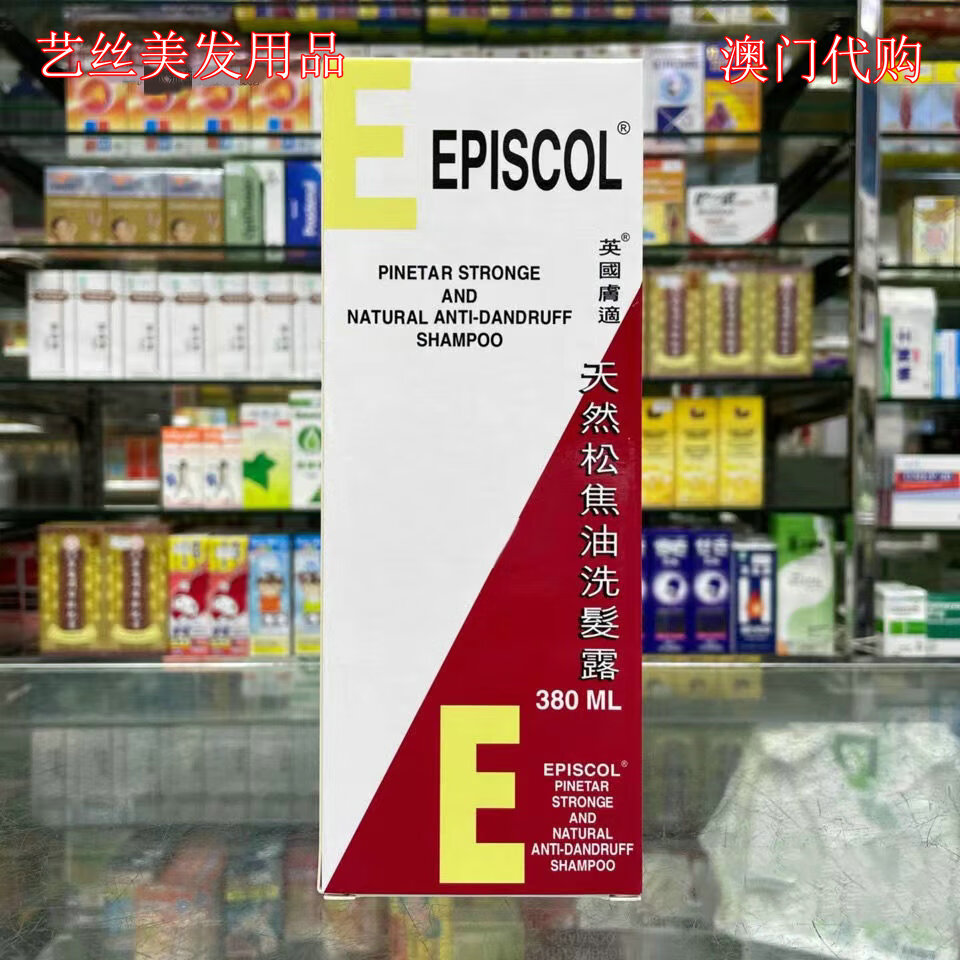 艺丝美发用品
澳门代购
E
EPISCOL®
英國膚適®
PINETAR STRONGE
AND
NATURAL ANTI-DANDRUFF
SHAMPOO
天然松焦油洗髮露
380 ML
E
EPISCOL®
PINETAR
STRONGE
AND
NATURAL
ANTI-DANDRUFF
SHAMPOO